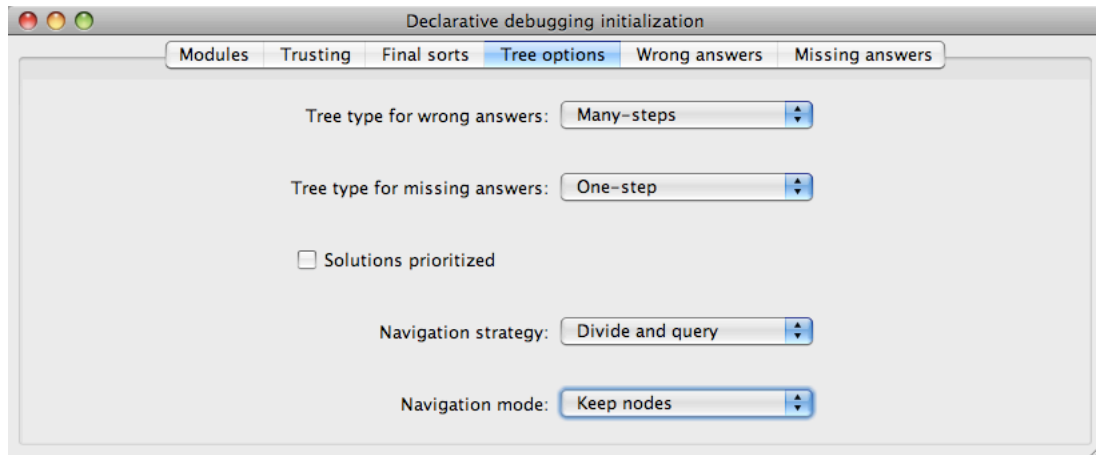 Declarative debugging initialization
Modules Trusting Final sorts Tree options Wrong answers Missing answers
Tree type for wrong answers: Many-steps
Tree type for missing answers: One-step
Solutions prioritized
Navigation strategy: Divide and query
Navigation mode: Keep nodes